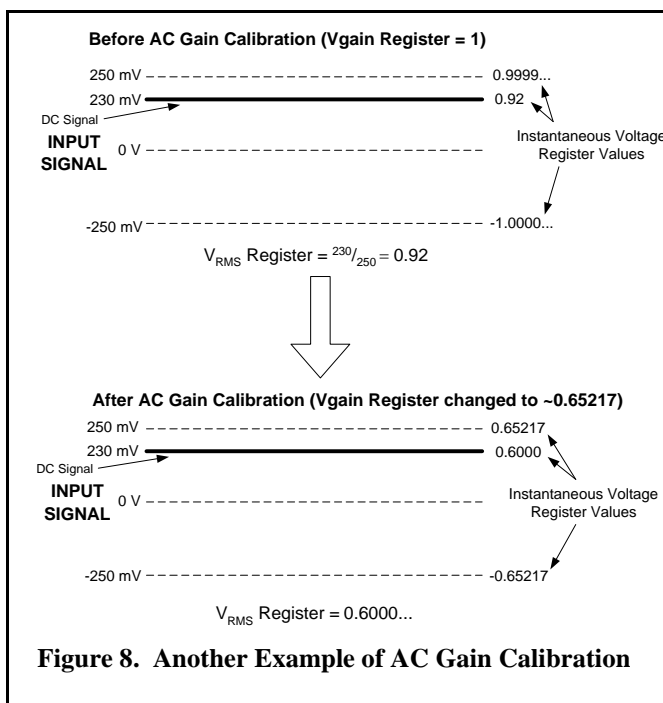 Before AC Gain Calibration (Vgain Register = 1)
250 mV 0.9999...
230 mV 0.92
DC Signal
INPUT SIGNAL
0 V
Instantaneous Voltage
Register Values
-250 mV -1.0000...
VRMS Register = 230/250 = 0.92
After AC Gain Calibration (Vgain Register changed to ~0.65217)
250 mV 0.65217
230 mV 0.6000
DC Signal
INPUT SIGNAL
0 V
Instantaneous Voltage
Register Values
-250 mV -0.65217
VRMS Register = 0.6000...
Figure 8. Another Example of AC Gain Calibration